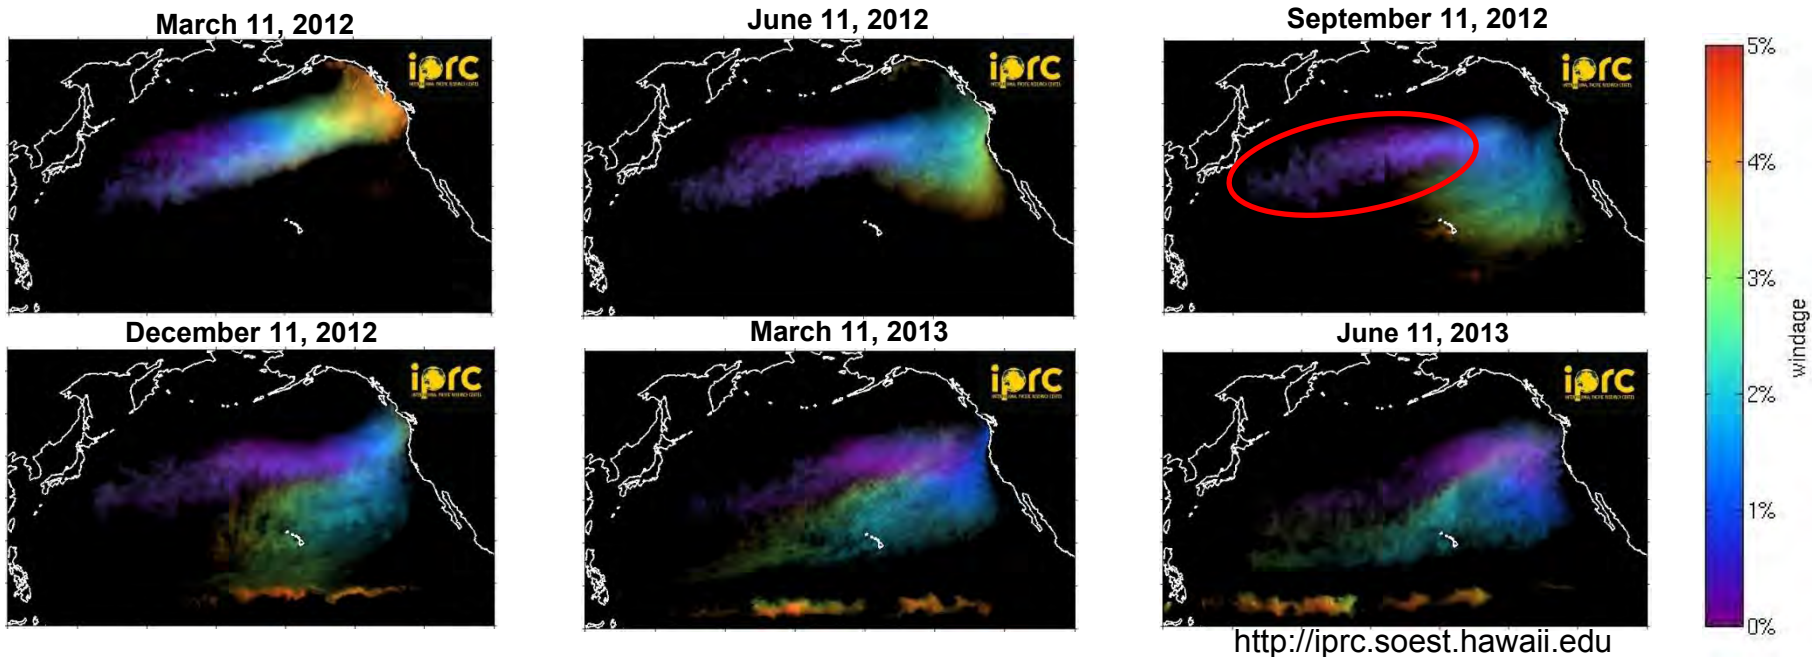 March 11, 2012
June 11, 2012
September 11, 2012
iprc
iprc
iprc
5%
4%
3%
2%
1%
0%
windage
December 11, 2012
March 11, 2013
June 11, 2013
iprc
iprc
iprc
http://iprc.soest.hawaii.edu